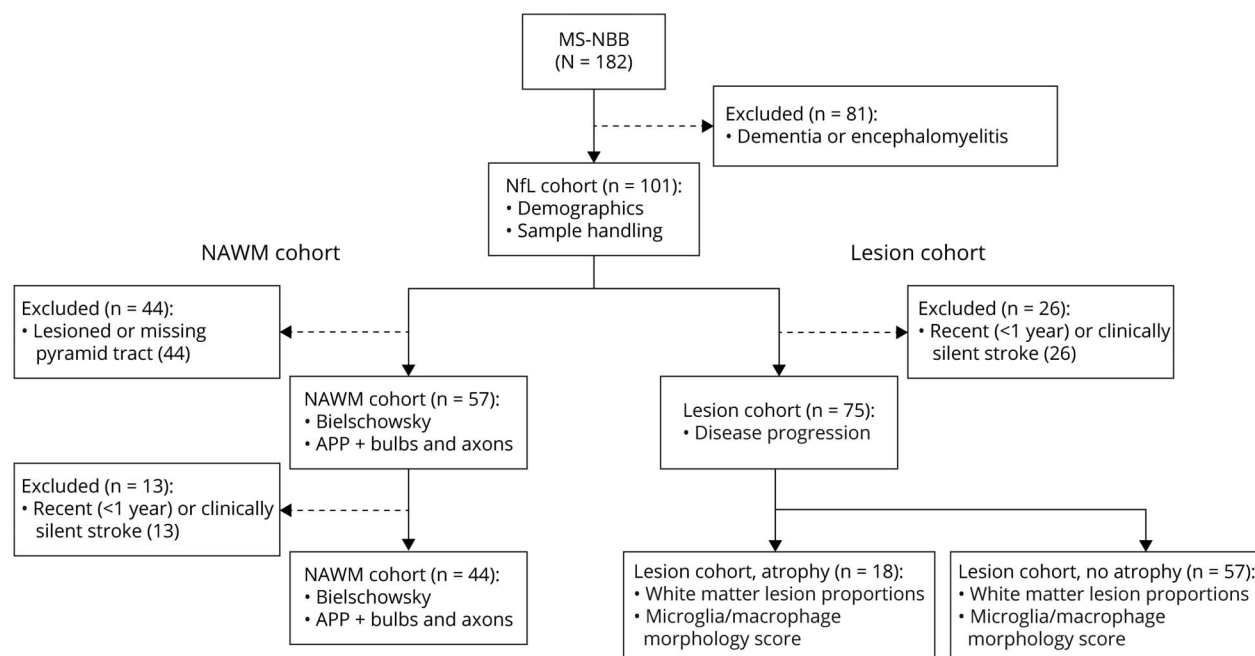 MS-NBB
(N = 182)
Excluded (n = 81):
• Dementia or encephalomyelitis
NfL cohort (n = 101):
• Demographics
• Sample handling
NAWM cohort
Lesion cohort
Excluded (n = 44):
• Lesioned or missing
pyramid tract (44)
Excluded (n = 26):
• Recent (<1 year) or clinically
silent stroke (26)
NAWM cohort (n = 57):
• Bielschowsky
• APP + bulbs and axons
Lesion cohort (n = 75):
• Disease progression
Excluded (n = 13):
• Recent (<1 year) or clinically
silent stroke (13)
NAWM cohort (n = 44):
• Bielschowsky
• APP + bulbs and axons
Lesion cohort, atrophy (n = 18):
• White matter lesion proportions
• Microglia/macrophage
morphology score
Lesion cohort, no atrophy (n = 57):
• White matter lesion proportions
• Microglia/macrophage
morphology score